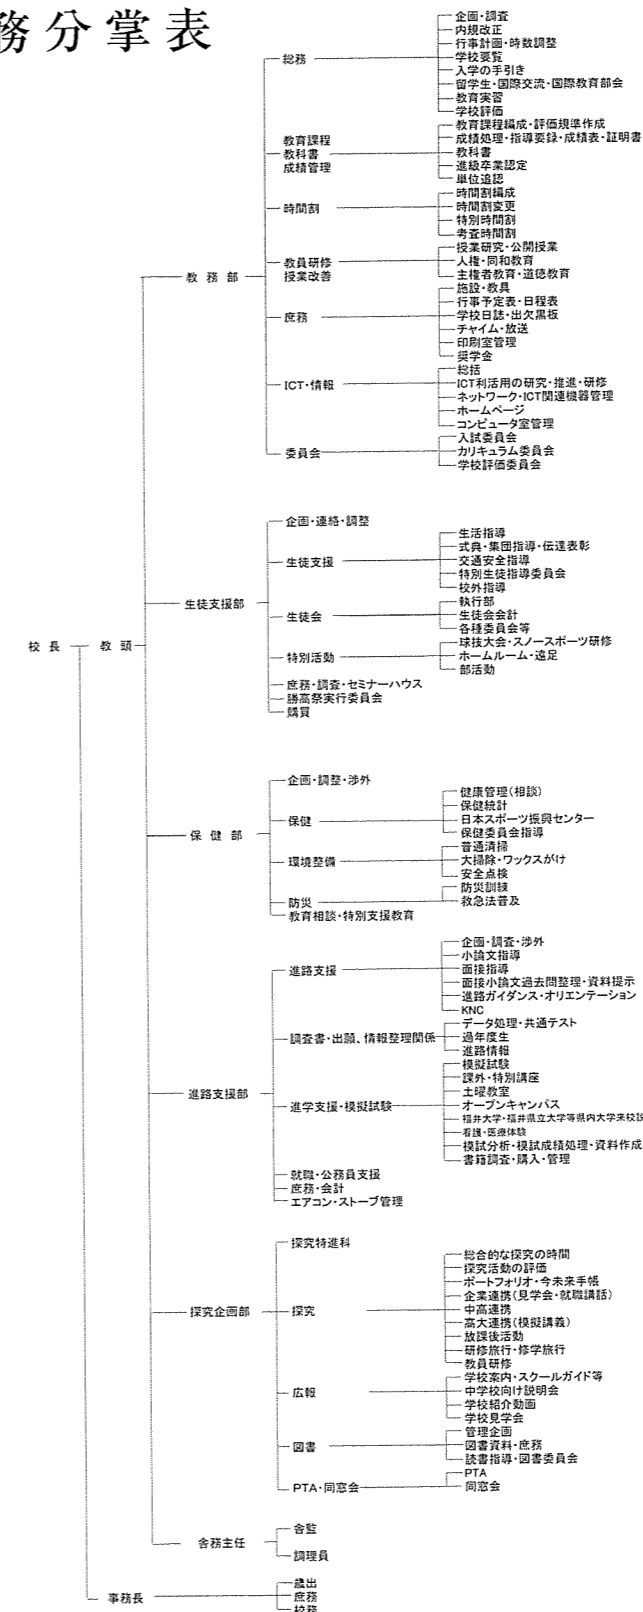 務分掌表
校長
教頭
教務部
総務
企画・調査
内規改正
行事計画・時数調整
学校要覧
入学の手引き
留学生・国際交流・国際教育部会
教育実習
学校評価
教育課程
教科書
成績管理
教育課程編成・評価規準作成
成績処理・指導要録・成績表・証明書
教科書
進級卒業認定
単位追認
時間割
時間割編成
時間割変更
特別時間割
考査時間割
教員研修
授業改善
授業研究・公開授業
人権・同和教育
主権者教育・道徳教育
庶務
施設・教具
行事予定表・日程表
学校日誌・出欠黒板
チャイム・放送
印刷室管理
奨学金
ICT・情報
総括
ICT利活用の研究・推進・研修
ネットワーク・ICT関連機器管理
ホームページ
コンピュータ室管理
委員会
入試委員会
カリキュラム委員会
学校評価委員会
生徒支援部
企画・連絡・調整
生徒支援
生活指導
式典・集団指導・伝達表彰
交通安全指導
特別生徒指導委員会
校外指導
生徒会
執行部
生徒会会計
各種委員会等
特別活動
球技大会・スノースポーツ研修
ホームルーム・遠足
部活動
庶務・調査・セミナーハウス
勝高祭実行委員会
購買
保健部
企画・調整・渉外
保健
健康管理(相談)
保健統計
日本スポーツ振興センター
保健委員会指導
環境整備
普通清掃
大掃除・ワックスがけ
安全点検
防災
防災訓練
救急法普及
教育相談・特別支援教育
進路支援部
進路支援
企画・調査・渉外
小論文指導
面接指導
面接小論文過去問整理・資料提示
進路ガイダンス・オリエンテーション
KNC
調査書・出願、情報整理関係
データ処理・共通テスト
過年度生
進路情報
進学支援・模擬試験
模擬試験
課外・特別講座
土曜教室
オープンキャンパス
福井大学・福井県立大学等県内大学来校説
看護・医療体験
模試分析・模試成績処理・資料作成
書籍調査・購入・管理
就職・公務員支援
庶務・会計
エアコン・ストーブ管理
探究企画部
探究特進科
探究
総合的な探究の時間
探究活動の評価
ポートフォリオ・今未来手帳
企業連携(見学会・就職講話)
中高連携
高大連携(模擬講義)
放課後活動
研修旅行・修学旅行
教員研修
広報
学校案内・スクールガイド等
中学校向け説明会
学校紹介動画
学校見学会
図書
管理企画
図書資料・庶務
読書指導・図書委員会
PTA・同窓会
PTA
同窓会
舎務主任
舎監
調理員
事務長
歳出
庶務
校務